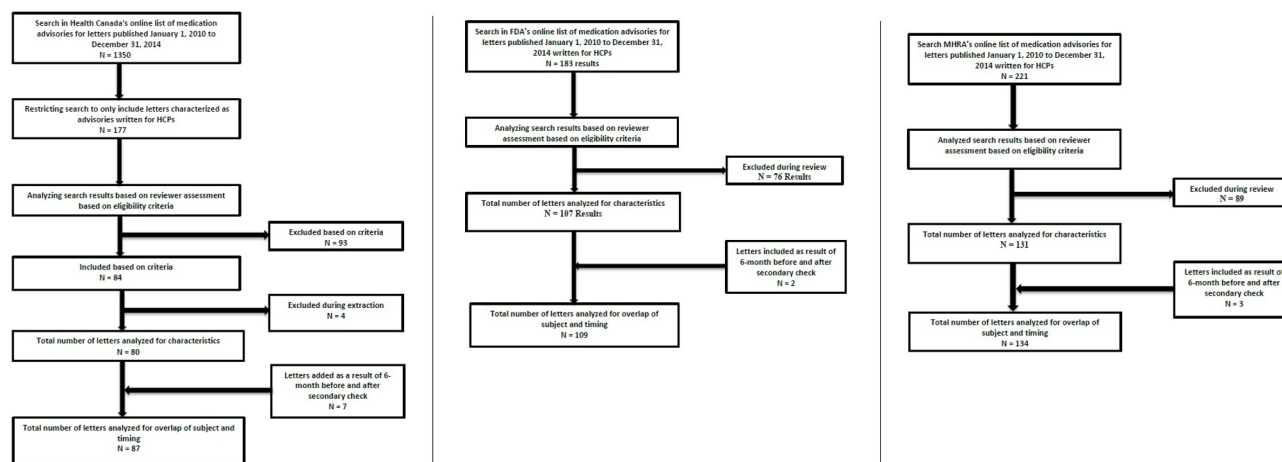 Search in Health Canada's online list of medication
advisories for letters published January 1, 2010 to
December 31, 2014
N = 1350
Restricting search to only include letters characterized as
advisories written for HCPs
N = 177
Analyzing search results based on reviewer assessment
based on eligibility criteria
Excluded based on criteria
N = 93
Included based on criteria
N = 84
Excluded during extraction
N = 4
Total number of letters analyzed for characteristics
N = 80
Letters added as a result of 6-
month before and after
secondary check
N = 7
Total number of letters analyzed for overlap of subject and
timing
N = 87
Search in FDA's online list of medication advisories for
letters published January 1, 2010 to December 31,
2014 written for HCPs
N = 183 results
Analyzing search results based on reviewer
assessment based on eligibility criteria
Excluded during review
N = 76 Results
Total number of letters analyzed for characteristics
N = 107 Results
Letters included as result of
6-month before and after
secondary check
N = 2
Total number of letters analyzed for overlap of
subject and timing
N = 109
Search MHRA's online list of medication advisories for
letters published January 1, 2010 to December 31,
2014 written for HCPs
N = 221
Analyzed search results based on reviewer
assessment based on eligibility criteria
Excluded during review
N = 89
Total number of letters analyzed for characteristics
N = 131
Letters included as result of
6-month before and after
secondary check
N = 3
Total number of letters analyzed for overlap of
subject and timing
N = 134